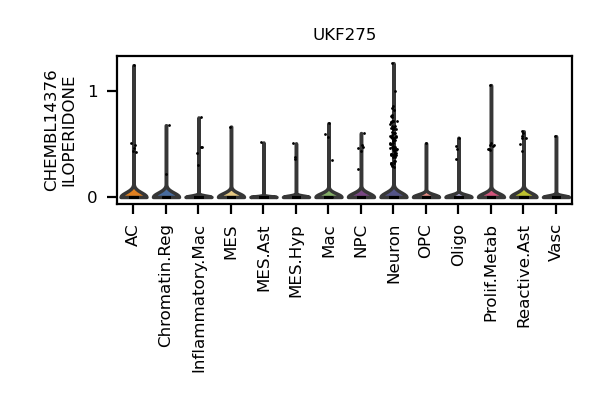 UKF275
CHEMBL14376
ILOPERIDONE
1
0
AC
Chromatin.Reg
Inflammatory.Mac
MES
MES.Ast
MES.Hyp
Mac
NPC
Neuron
OPC
Oligo
Prolif.Metab
Reactive.Ast
Vasc